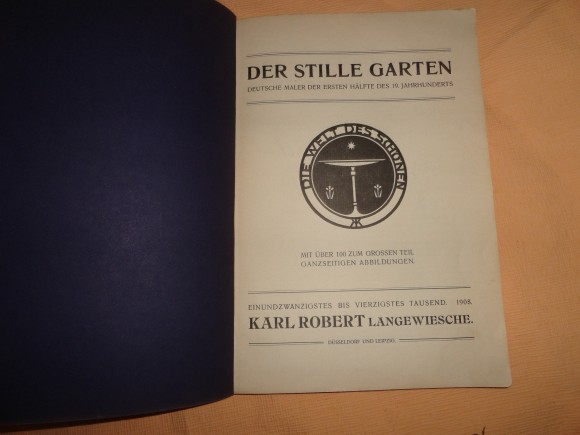 DER STILLE GARTEN
DEUTSCHE MALER DER ERSTEN HÄLFTE DES 19. JAHRHUNDERTS
DIE WELT DES SCHÖNEN
MIT ÜBER 100 ZUM GROSSEN TEIL
GANZSEITIGEN ABBILDUNGEN.
EINUNDZWANZIGSTES BIS VIERZIGSTES TAUSEND. 1908.
KARL ROBERT LANGEWIESCHE.
DÜSSELDORF UND LEIPZIG.